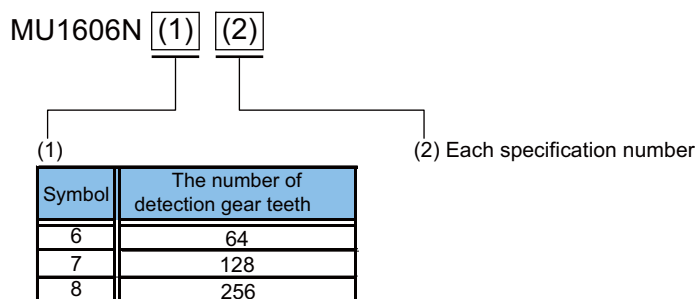 MU1606N (1) (2)
(1)
(2) Each specification number
Symbol
The number of
detection gear teeth
6 64
7 128
8 256